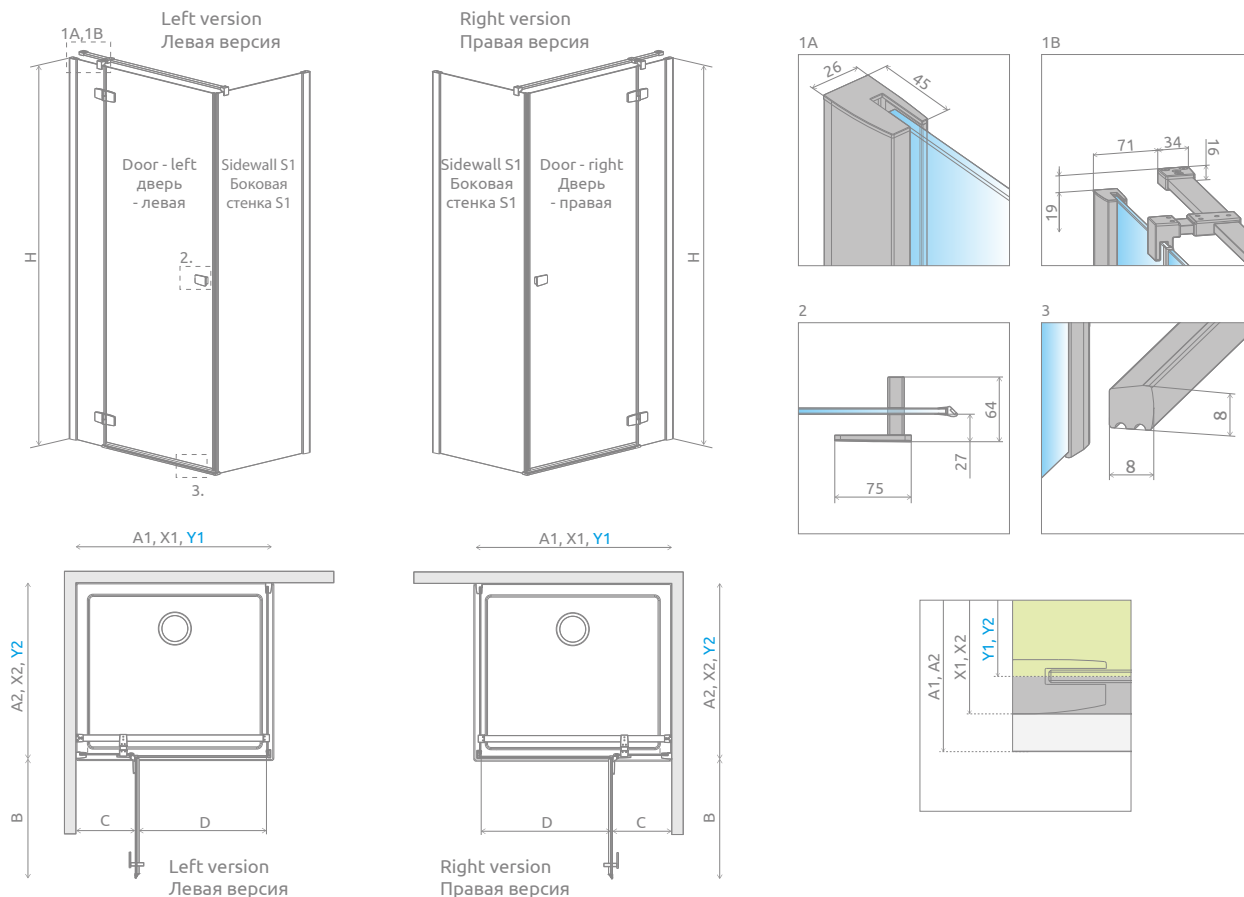 Left version
Левая версия
1A,1B
H
Door - left
дверь
- левая
Sidewall S1
Боковая
стенка S1
2.
3.
Right version
Правая версия
Sidewall S1
Боковая
стенка S1
Door - right
Дверь
- правая
H
1A
26
45
1B
71
34
16
19
2
64
27
75
3
8
8
A1, X1, Y1
A2, X2, Y2
B
C
D
Left version
Левая версия
A1, X1, Y1
A2, X2, Y2
B
D
C
Right version
Правая версия
A1, A2
X1, X2
Y1, Y2